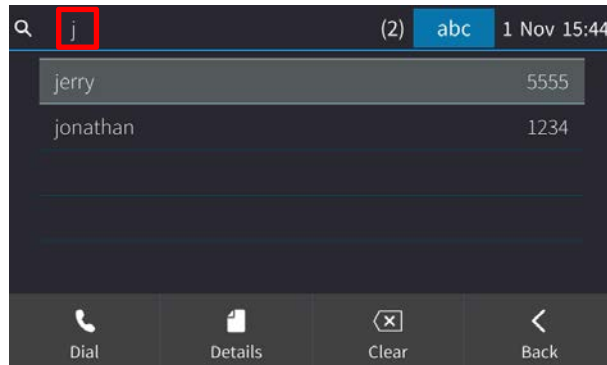 j (2) abc 1 Nov 15:44
jerry 5555
jonathan 1234
Dial Details Clear Back